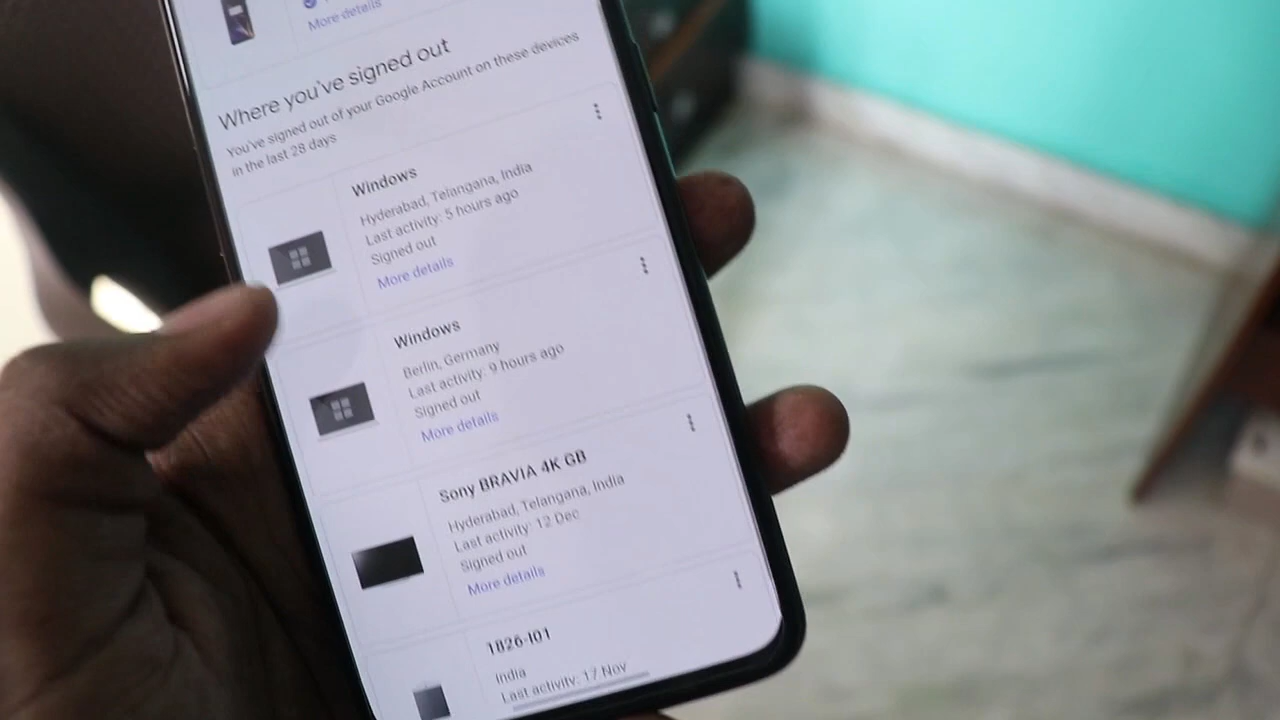 More details
Where you've signed out
You've signed out of your Google Account on these devices
in the last 28 days
Windows
Hyderabad, Telangana, India
Last activity: 5 hours ago
Signed out
More details
Windows
Berlin, Germany
Last activity: 9 hours ago
Signed out
More details
Sony BRAVIA 4K GB
Hyderabad, Telangana, India
Last activity: 12 Dec
Signed out
More details
1826-I01
India
Last activity: 17 Nov